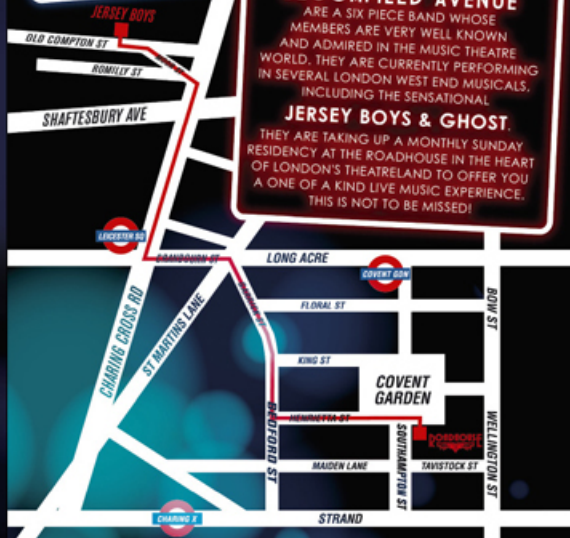 JERSEY BOYS
OLD COMPTON ST
ROMILLY ST
SHAFTESBURY AVE
AVENUE
ARE A SIX PIECE BAND WHOSE
MEMBERS ARE VERY WELL KNOWN
AND ADMIRED IN THE MUSIC THEATRE
WORLD. THEY ARE CURRENTLY PERFORMING
IN SEVERAL LONDON WEST END MUSICALS,
INCLUDING THE SENSATIONAL
JERSEY BOYS & GHOST.
THEY ARE TAKING UP A MONTHLY SUNDAY
RESIDENCY AT THE ROADHOUSE IN THE HEART
OF LONDON'S THEATRELAND TO OFFER YOU
A ONE OF A KIND LIVE MUSIC EXPERIENCE.
THIS IS NOT TO BE MISSED!
LEICESTER SQ
CRANBOURN ST
LONG ACRE
COVENT GDN
CHARING CROSS RD
ST MARTINS LANE
FLORAL ST
BOW ST
KING ST
COVENT
GARDEN
BEDFORD ST
HENRIETTA ST
SOUTHAMPTON ST
ROADHOUSE
WELLINGTON ST
MAIDEN LANE
TAVISTOCK ST
CHARING X
STRAND